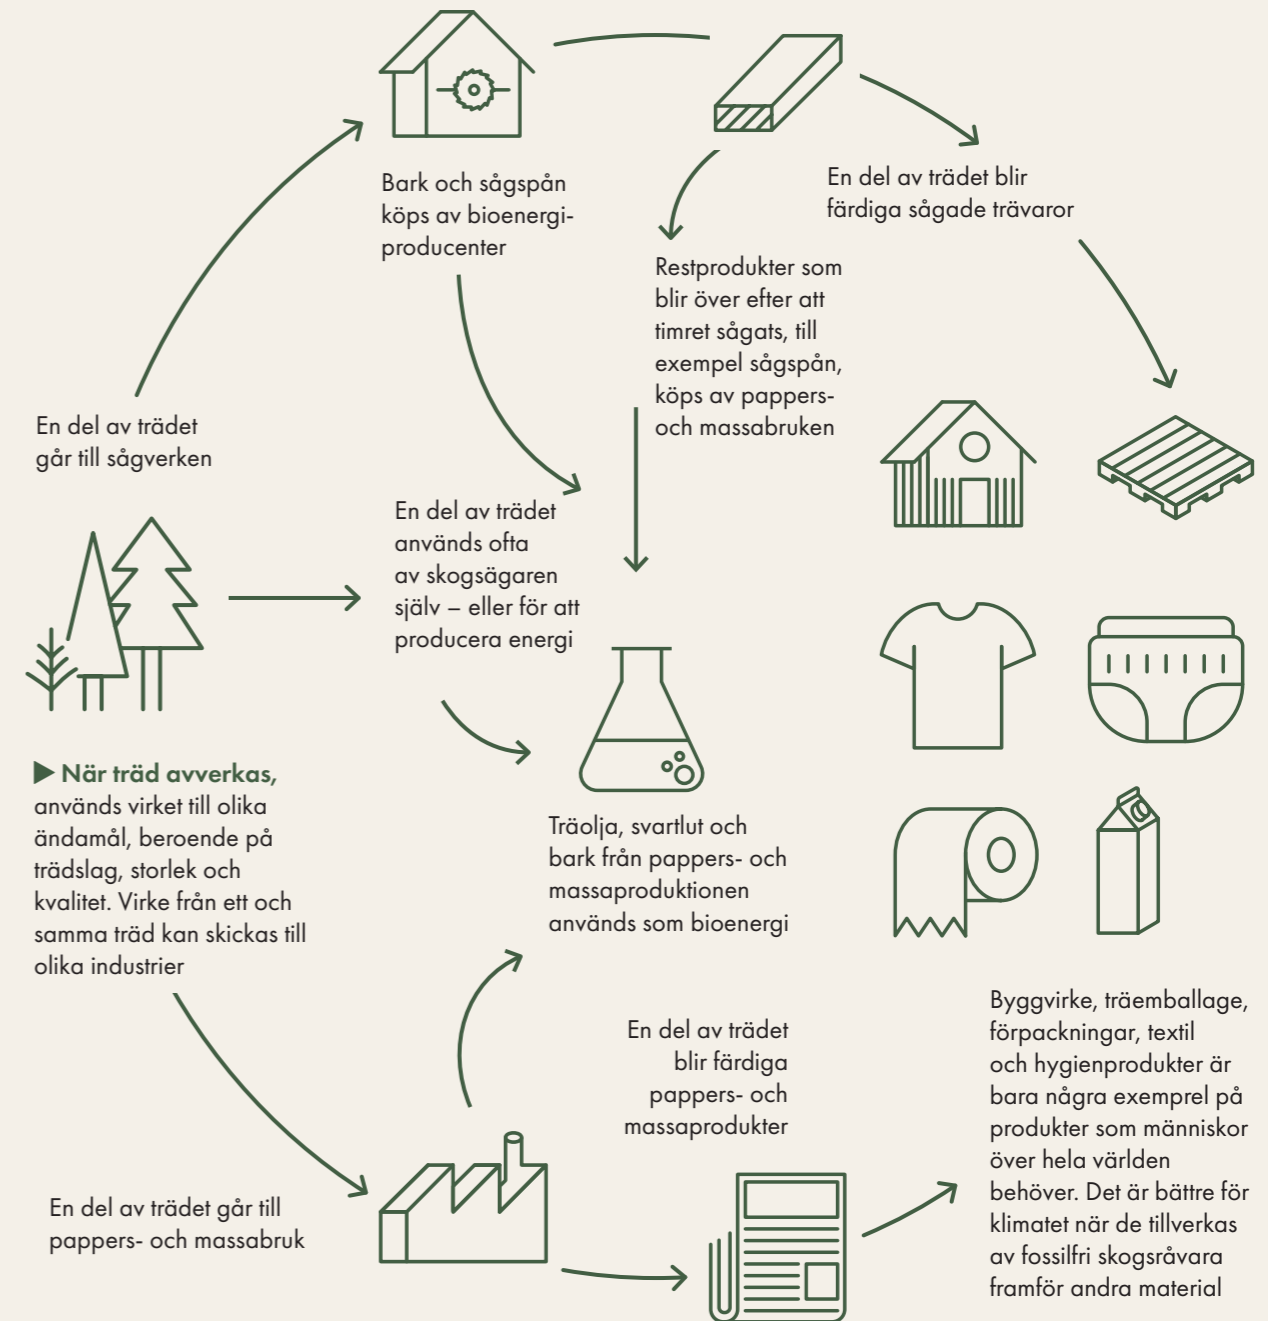 Bark och sågspån
köps av bioenergi-
producenter
En del av trädet blir
färdiga sågade trävaror
Restprodukter som
blir över efter att
timret sågats, till
exempel sågspån,
köps av pappers-
och massabruken
En del av trädet
går till sågverken
En del av trädet
används ofta
av skogsägaren
själv – eller för att
producera energi
När träd avverkas,
används virket till olika
ändamål, beroende på
trädslag, storlek och
kvalitet. Virke från ett och
samma träd kan skickas till
olika industrier
Träolja, svartlut och
bark från pappers- och
massaproduktionen
används som bioenergi
En del av trädet
blir färdiga
pappers- och
massaprodukter
En del av trädet går till
pappers- och massabruk
Byggvirke, träemballage,
förpackningar, textil
och hygienprodukter är
bara några exemprel på
produkter som människor
över hela världen
behöver. Det är bättre för
klimatet när de tillverkas
av fossilfri skogsråvara
framför andra material